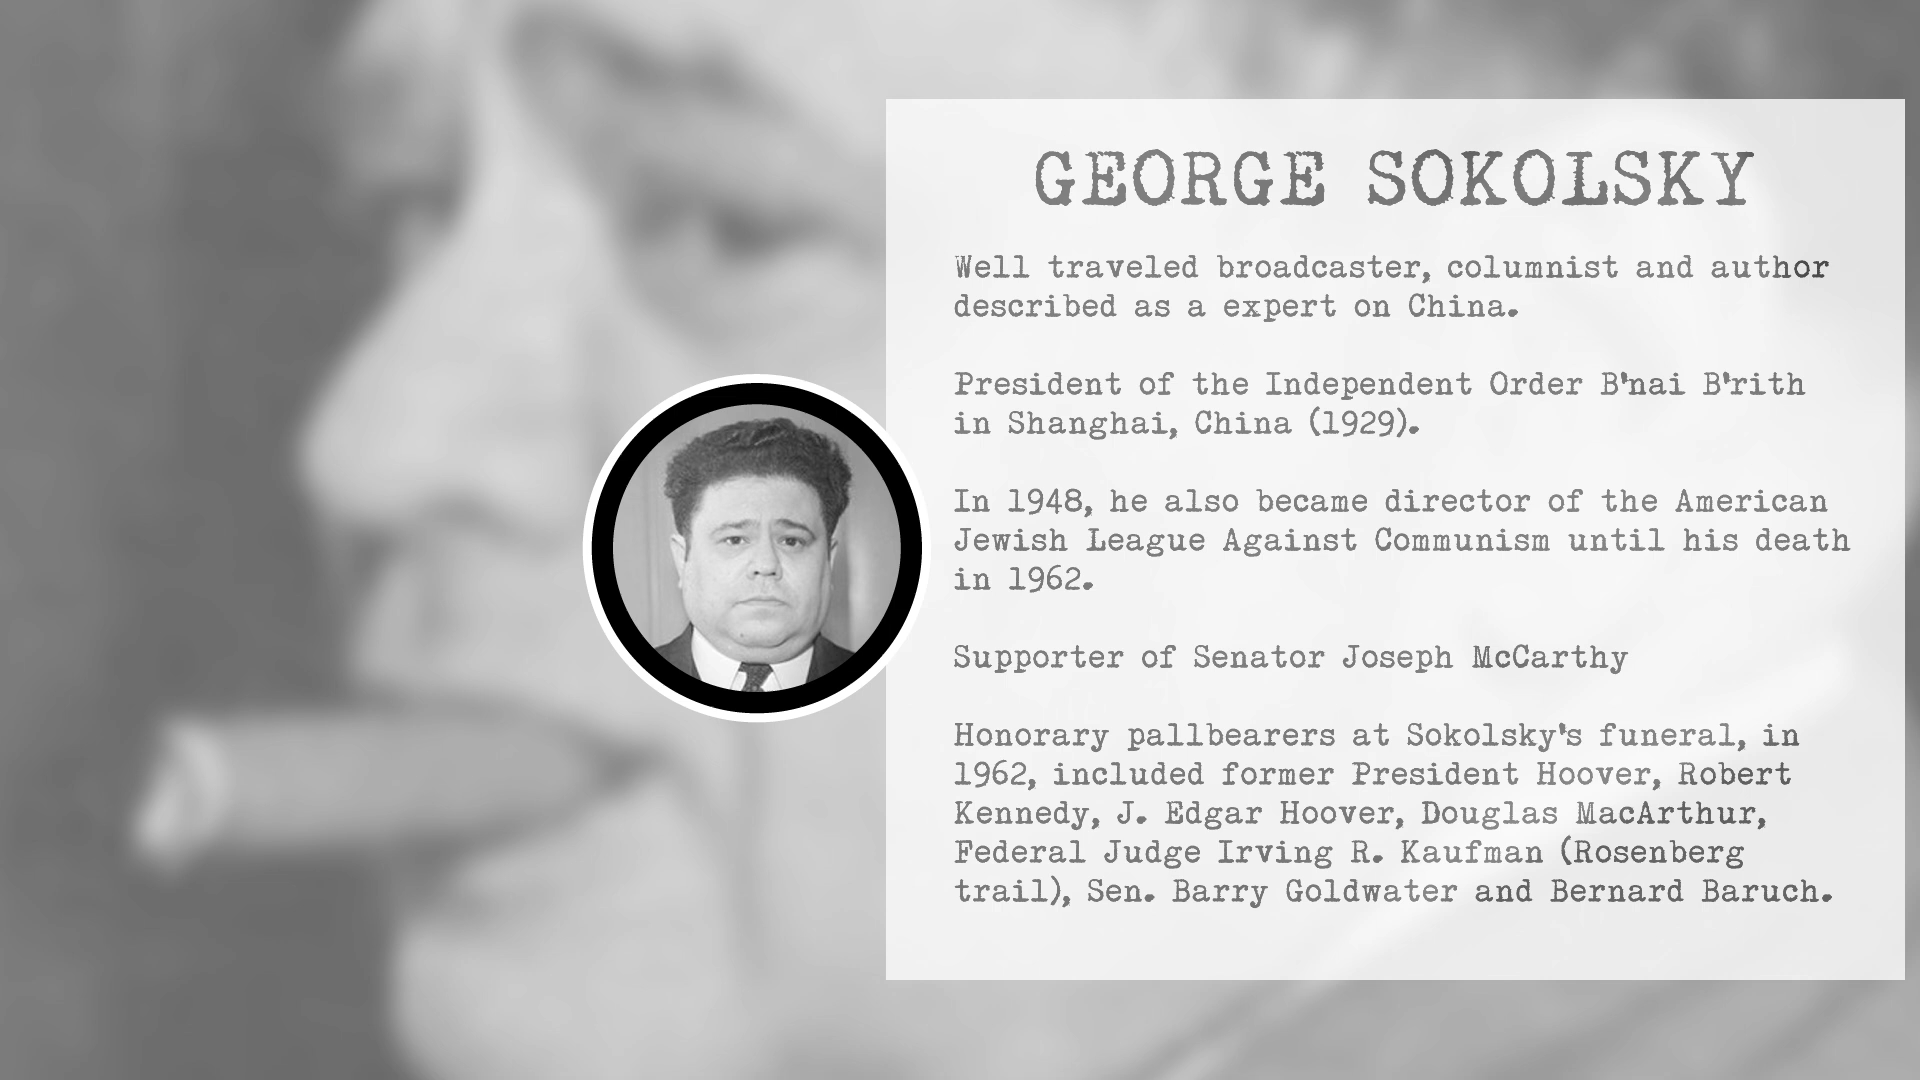 GEORGE SOKOLSKY
Well traveled broadcaster, columnist and author
described as a expert on China.
President of the Independent Order B'nai B'rith
in Shanghai, China (1929).
In 1948, he also became director of the American
Jewish League Against Communism until his death
in 1962.
Supporter of Senator Joseph McCarthy
Honorary pallbearers at Sokolsky's funeral, in
1962, included former President Hoover, Robert
Kennedy, J. Edgar Hoover, Douglas MacArthur,
Federal Judge Irving R. Kaufman (Rosenberg
trail), Sen. Barry Goldwater and Bernard Baruch.